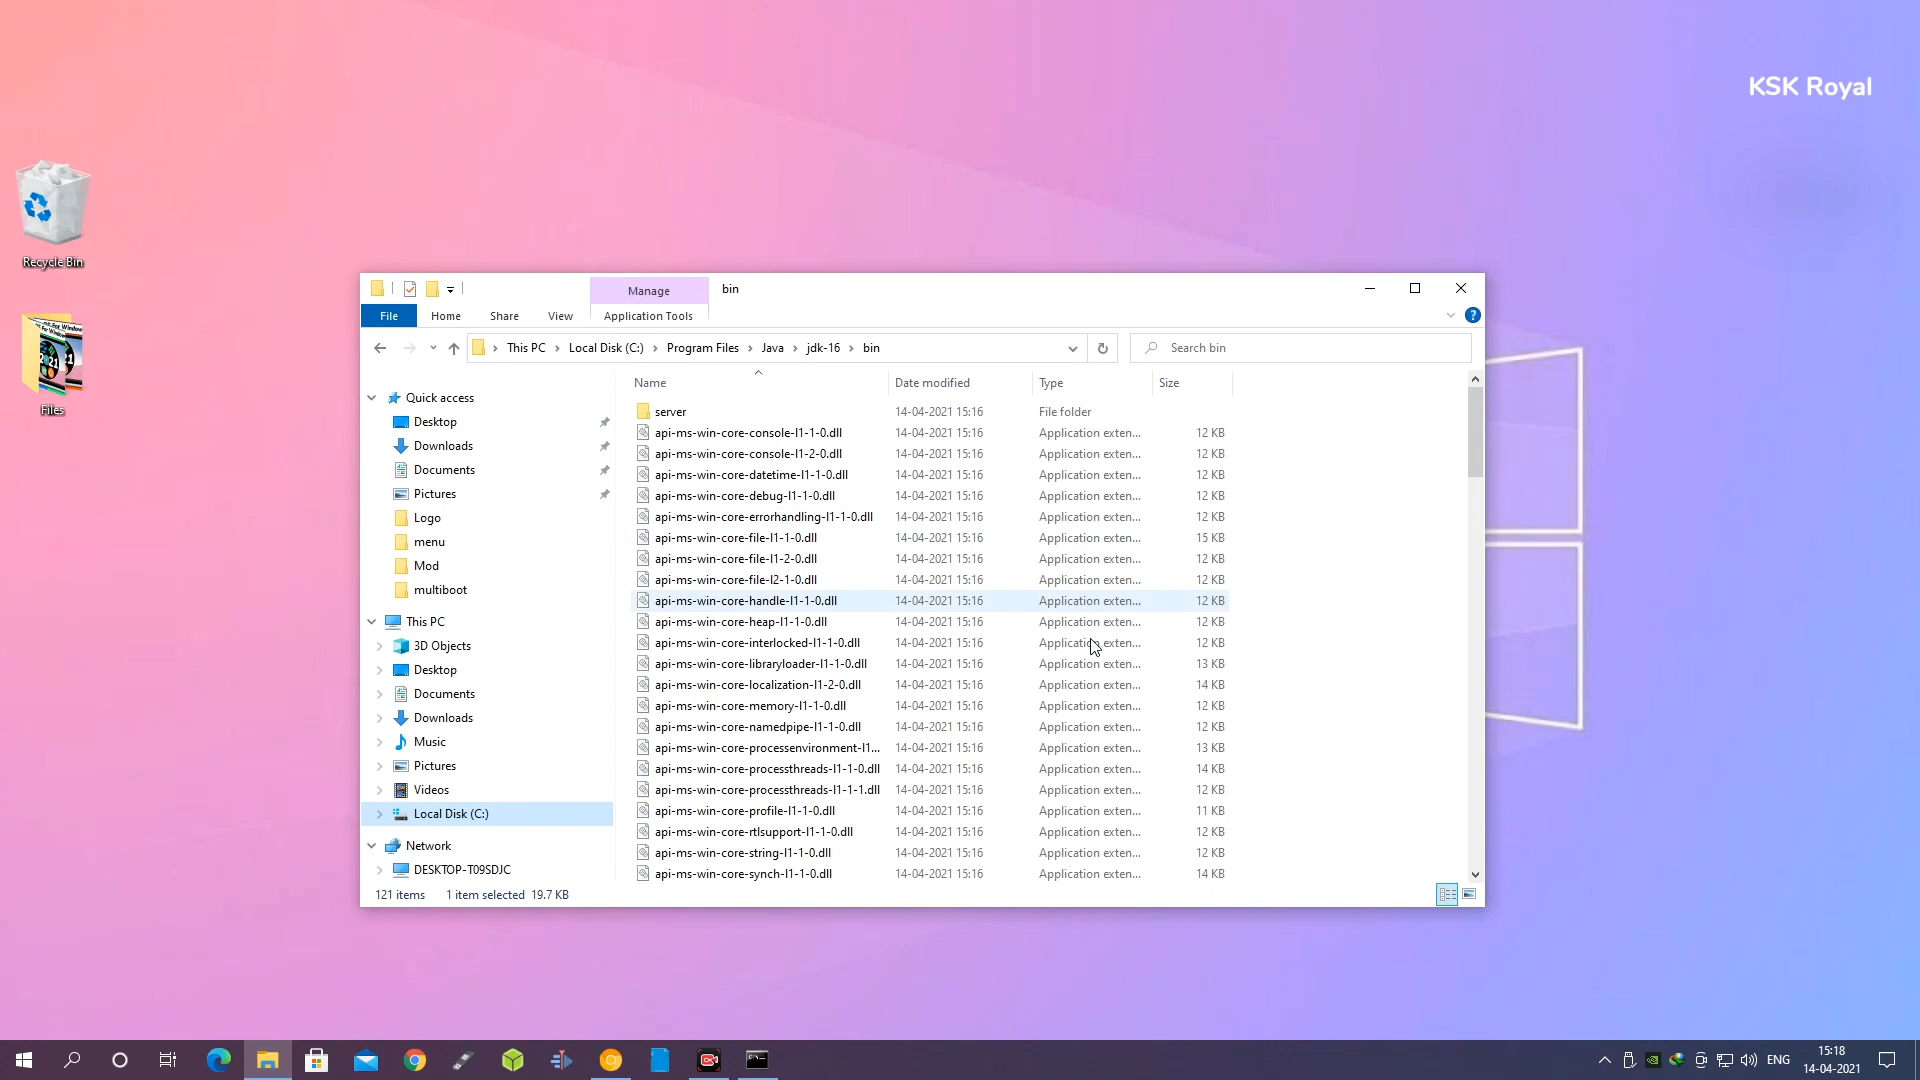 KSK Royal
Recycle Bin
Files
Manage
bin
File
Home
Share
View
Application Tools
This PC
Local Disk (C:)
Program Files
Java
jdk-16
bin
Search bin
Quick access
Desktop
Downloads
Documents
Pictures
Logo
menu
Mod
multiboot
This PC
3D Objects
Desktop
Documents
Downloads
Music
Pictures
Videos
Local Disk (C:)
Network
DESKTOP-T09SDJC
Name Date modified Type Size
server 14-04-2021 15:16 File folder
api-ms-win-core-console-l1-1-0.dll 14-04-2021 15:16 Application exten... 12 KB
api-ms-win-core-console-l1-2-0.dll 14-04-2021 15:16 Application exten... 12 KB
api-ms-win-core-datetime-l1-1-0.dll 14-04-2021 15:16 Application exten... 12 KB
api-ms-win-core-debug-l1-1-0.dll 14-04-2021 15:16 Application exten... 12 KB
api-ms-win-core-errorhandling-l1-1-0.dll 14-04-2021 15:16 Application exten... 12 KB
api-ms-win-core-file-l1-1-0.dll 14-04-2021 15:16 Application exten... 15 KB
api-ms-win-core-file-l1-2-0.dll 14-04-2021 15:16 Application exten... 12 KB
api-ms-win-core-file-l2-1-0.dll 14-04-2021 15:16 Application exten... 12 KB
api-ms-win-core-handle-l1-1-0.dll 14-04-2021 15:16 Application exten... 12 KB
api-ms-win-core-heap-l1-1-0.dll 14-04-2021 15:16 Application exten... 12 KB
api-ms-win-core-interlocked-l1-1-0.dll 14-04-2021 15:16 Application exten... 12 KB
api-ms-win-core-libraryloader-l1-1-0.dll 14-04-2021 15:16 Application exten... 13 KB
api-ms-win-core-localization-l1-2-0.dll 14-04-2021 15:16 Application exten... 14 KB
api-ms-win-core-memory-l1-1-0.dll 14-04-2021 15:16 Application exten... 12 KB
api-ms-win-core-namedpipe-l1-1-0.dll 14-04-2021 15:16 Application exten... 12 KB
api-ms-win-core-processenvironment-l1... 14-04-2021 15:16 Application exten... 13 KB
api-ms-win-core-processthreads-l1-1-0.dll 14-04-2021 15:16 Application exten... 14 KB
api-ms-win-core-processthreads-l1-1-1.dll 14-04-2021 15:16 Application exten... 12 KB
api-ms-win-core-profile-l1-1-0.dll 14-04-2021 15:16 Application exten... 11 KB
api-ms-win-core-rtlsupport-l1-1-0.dll 14-04-2021 15:16 Application exten... 12 KB
api-ms-win-core-string-l1-1-0.dll 14-04-2021 15:16 Application exten... 12 KB
api-ms-win-core-synch-l1-1-0.dll 14-04-2021 15:16 Application exten... 14 KB
121 items 1 item selected 19.7 KB
ENG
15:18
14-04-2021